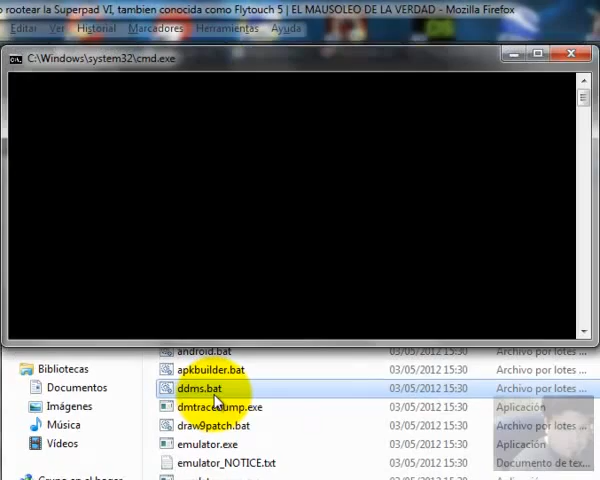 o rootear la Superpad VI, tambien conocida como Flytouch 5 | EL MAUSOLEO DE LA VERDAD - Mozilla Firefox
Editar Ver Historial Marcadores Herramientas Ayuda
C:\Windows\system32\cmd.exe
android.bat 03/05/2012 15:30 Archivo por lotes ...
Bibliotecas apkbuilder.bat 03/05/2012 15:30 Archivo por lotes ...
Documentos ddms.bat 03/05/2012 15:30 Archivo por lotes ...
Imágenes dmtracedump.exe 03/05/2012 15:30 Aplicación
Música draw9patch.bat 03/05/2012 15:30 Archivo por lotes ...
Vídeos emulator.exe 03/05/2012 15:30 Aplicación
emulator_NOTICE.txt 03/05/2012 15:30 Documento de tex...
Grupo en el hogar